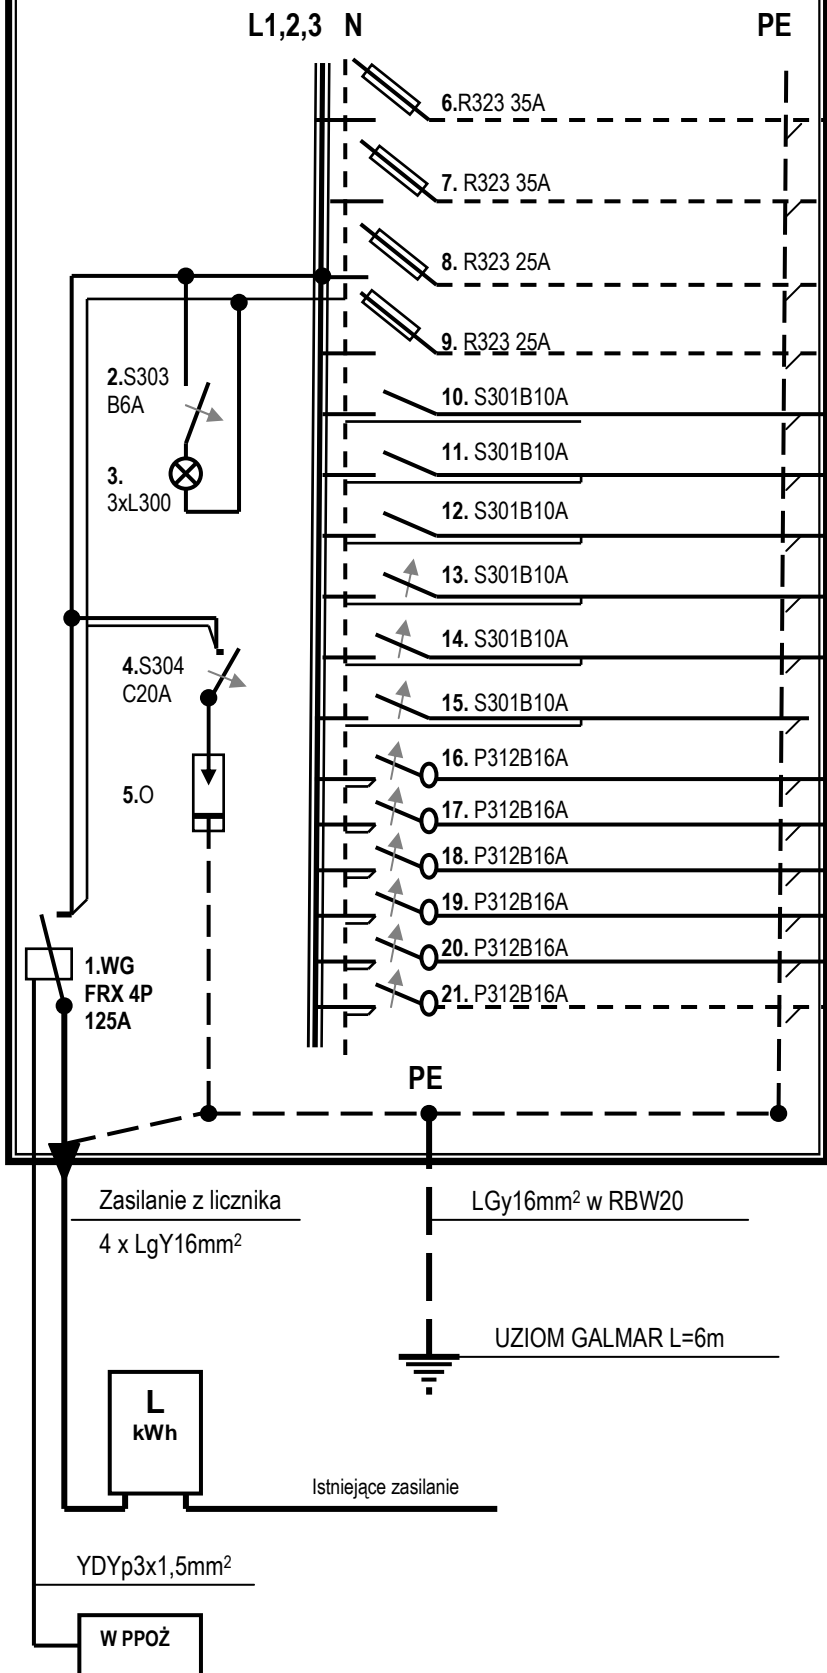 L1,2,3 N
PE
6.R323 35A
7. R323 35A
8. R323 25A
9. R323 25A
2.S303
B6A
10. S301B10A
11. S301B10A
3.
3xL300
12. S301B10A
13. S301B10A
14. S301B10A
4.S304
C20A
15. S301B10A
16. P312B16A
5.O
17. P312B16A
18. P312B16A
19. P312B16A
20. P312B16A
1.WG
FRX 4P
125A
21. P312B16A
PE
Zasilanie z licznika
4 x LgY16mm²
LGy16mm² w RBW20
UZIOM GALMAR L=6m
L
kWh
Istniejące zasilanie
YDYp3x1,5mm²
W PPOŻ